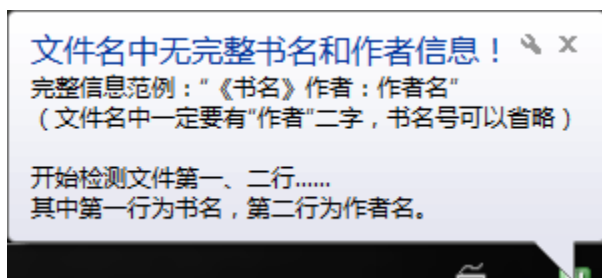 文件名中无完整书名和作者信息！
完整信息范例："《书名》作者：作者名"
（文件名中一定要有"作者"二字，书名号可以省略）
开始检测文件第一、二行......
其中第一行为书名，第二行为作者名。